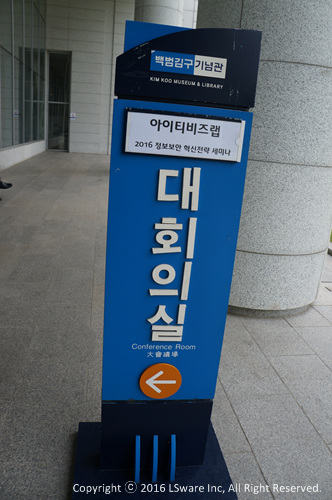 백범김구기념관
KIM KOO MUSEUM & LIBRARY
아이티비즈랩
2016 정보보안 혁신전략 세미나
대회의실
Conference Room
大會議場
Copyright ⓒ 2016 LSware Inc, All Right Reserved.